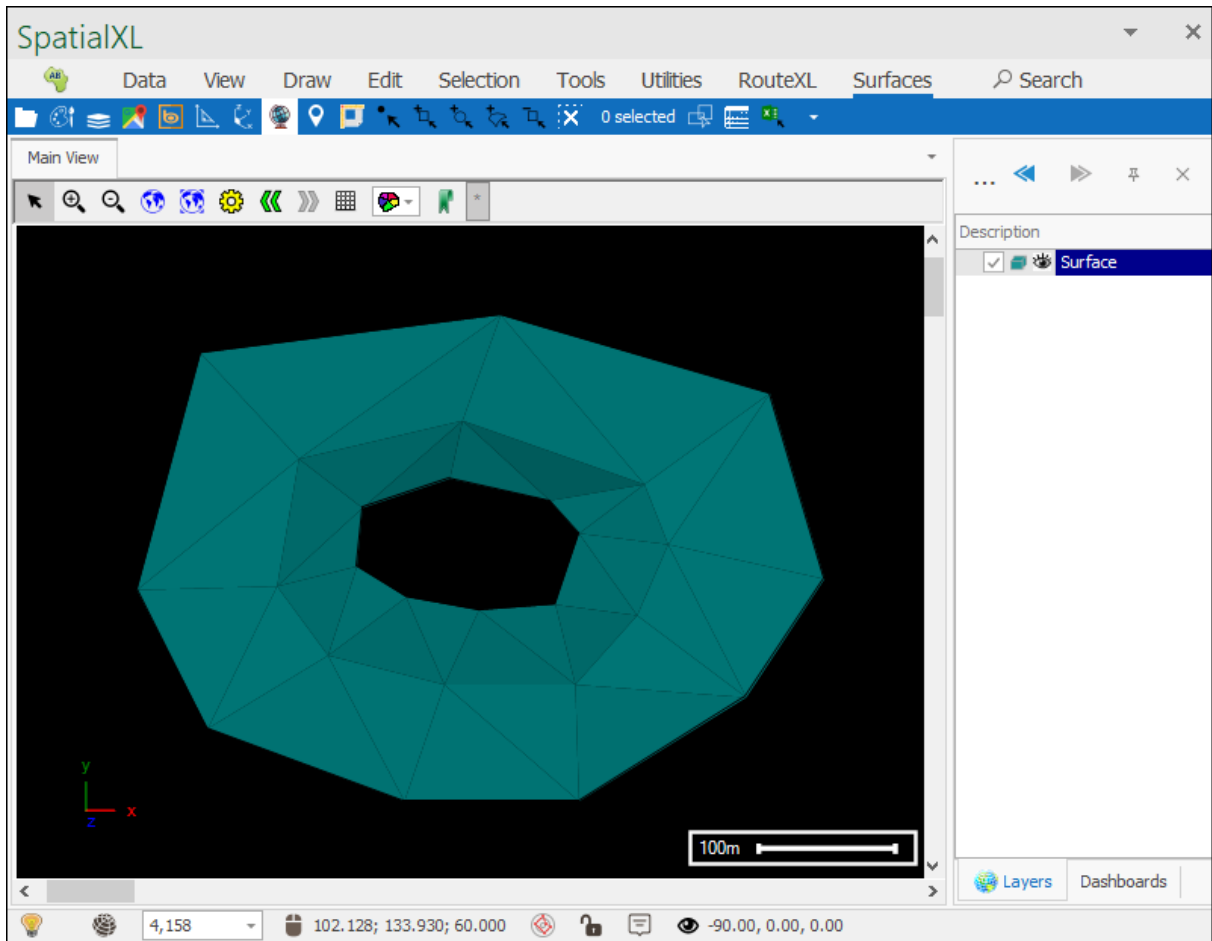 SpatialXL
AB Data View Draw Edit Selection Tools Utilities RouteXL Surfaces Search
0 selected
Main View
...
*
Description
Surface
y
x
z
100m
Layers Dashboards
4,158 102.128; 133.930; 60.000 -90.00, 0.00, 0.00